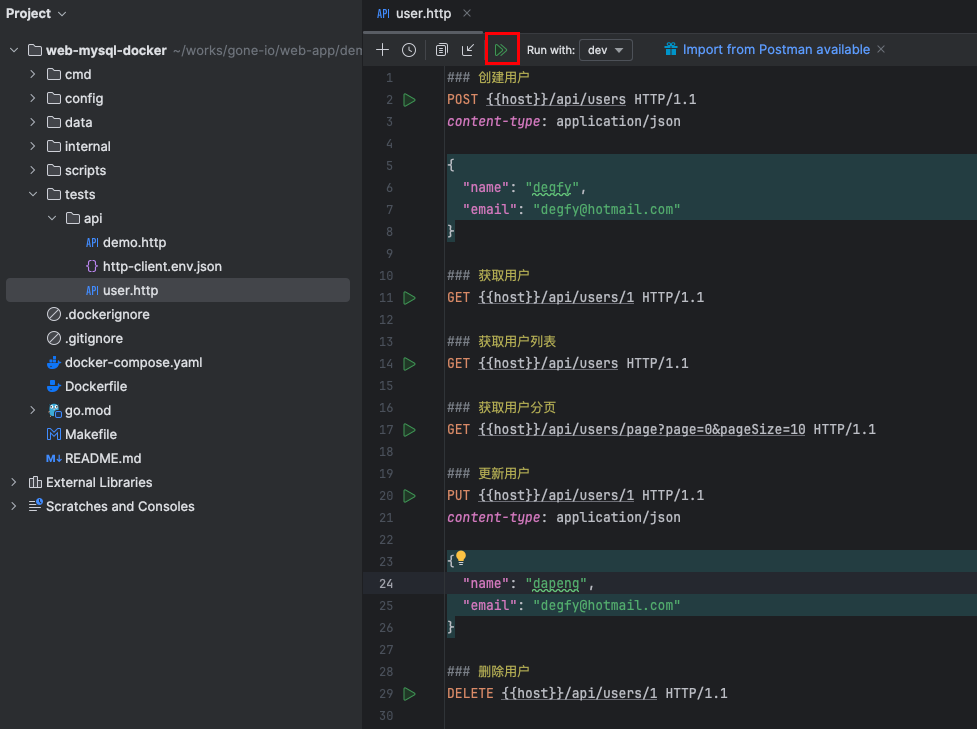 Project
web-mysql-docker ~/works/gone-io/web-app/den
cmd
config
data
internal
scripts
tests
api
API demo.http
{} http-client.env.json
API user.http
.dockerignore
.gitignore
docker-compose.yaml
Dockerfile
go.mod
Makefile
README.md
External Libraries
Scratches and Consoles
API user.http
Run with: dev Import from Postman available
1 ### 创建用户
2 POST {{host}}/api/users HTTP/1.1
3 content-type: application/json
4
5 {
6 "name": "degfy",
7 "email": "degfy@hotmail.com"
8 }
9
10 ### 获取用户
11 GET {{host}}/api/users/1 HTTP/1.1
12
13 ### 获取用户列表
14 GET {{host}}/api/users HTTP/1.1
15
16 ### 获取用户分页
17 GET {{host}}/api/users/page?page=0&pageSize=10 HTTP/1.1
18
19 ### 更新用户
20 PUT {{host}}/api/users/1 HTTP/1.1
21 content-type: application/json
22
23 {
24 "name": "dapeng",
25 "email": "degfy@hotmail.com"
26 }
27
28 ### 删除用户
29 DELETE {{host}}/api/users/1 HTTP/1.1
30